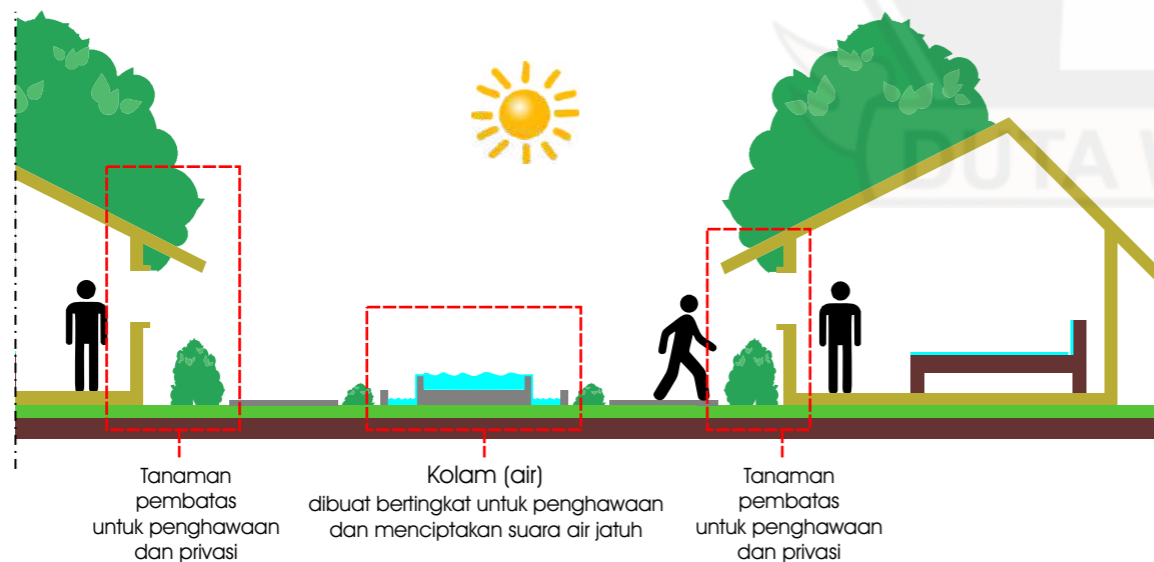 DUTA W
Tanaman
pembatas
untuk penghawaan
dan privasi
Kolam (air)
dibuat bertingkat untuk penghawaan
dan menciptakan suara air jatuh
Tanaman
pembatas
untuk penghawaan
dan privasi